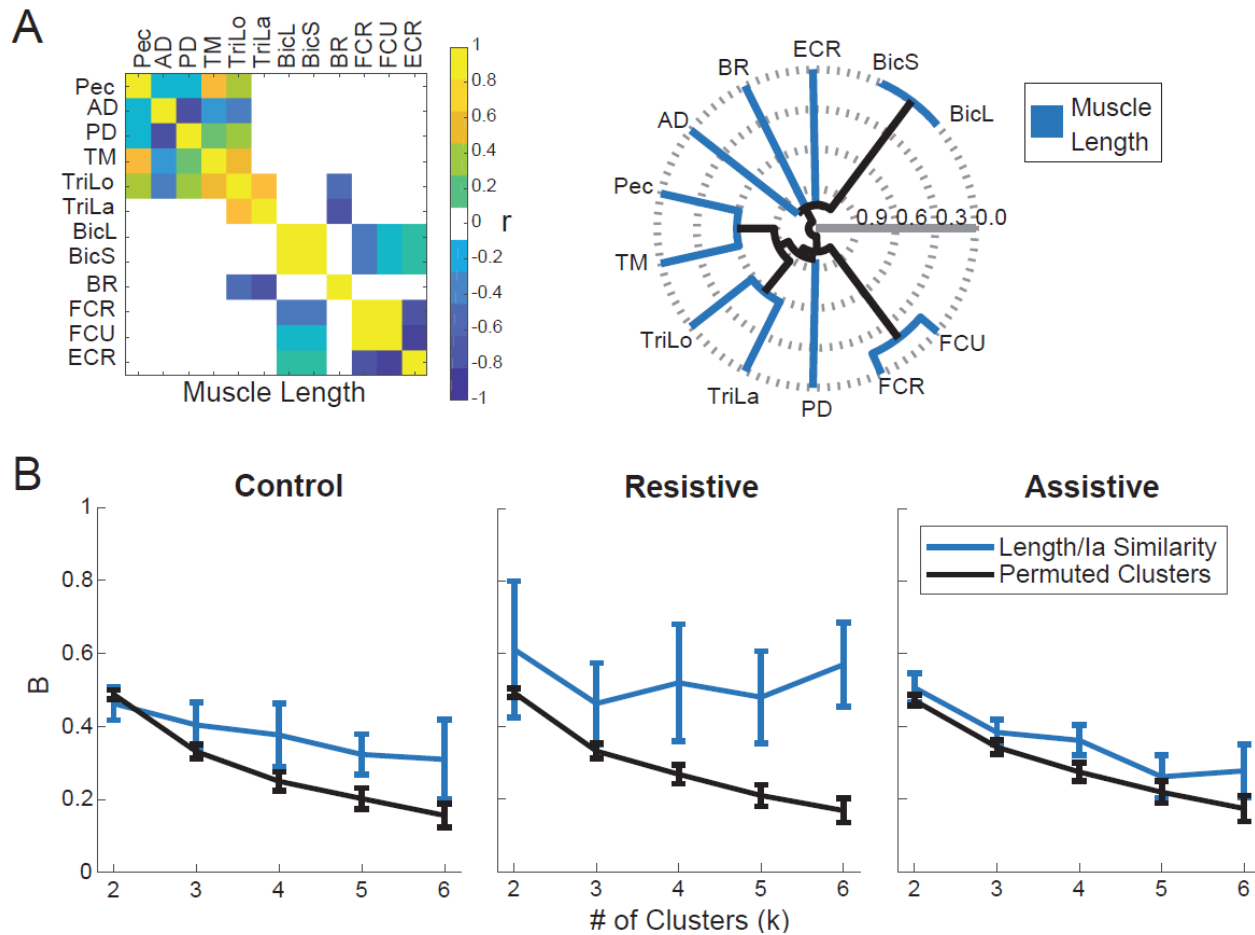 A
Pec
AD
PD
TM
TriLo
TriLa
BicL
BicS
BR
FCR
FCU
ECR
Pec
AD
PD
TM
TriLo
TriLa
BicL
BicS
BR
FCR
FCU
ECR
Muscle Length
1
0.8
0.6
0.4
0.2
0
-0.2
-0.4
-0.6
-0.8
-1
r
ECR
BicS
BicL
BR
AD
Pec
TM
TriLo
TriLa
PD
FCR
FCU
0.9 0.6 0.3 0.0
Muscle
Length
B
Control
Resistive
Assistive
Length/Ia Similarity
Permuted Clusters
B
1
0.8
0.6
0.4
0.2
0
2 3 4 5 6
2 3 4 5 6
2 3 4 5 6
# of Clusters (k)